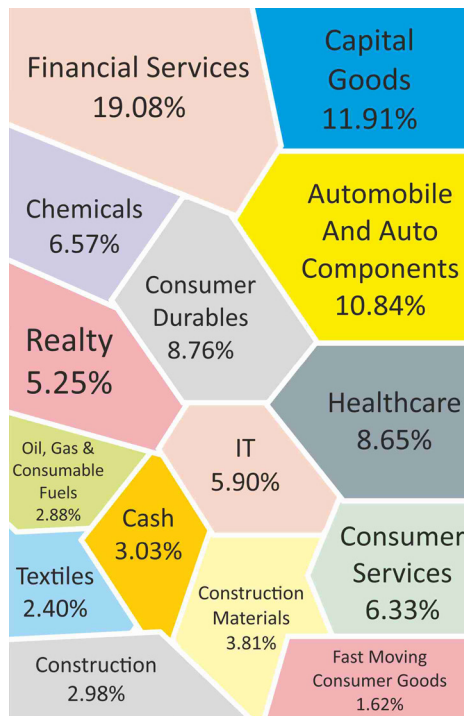 Financial Services
19.08%
Capital
Goods
11.91%
Chemicals
6.57%
Automobile
And Auto
Components
10.84%
Consumer
Durables
8.76%
Realty
5.25%
Healthcare
8.65%
Oil, Gas &
Consumable
Fuels
2.88%
IT
5.90%
Cash
3.03%
Consumer
Services
6.33%
Textiles
2.40%
Construction
Materials
3.81%
Construction
2.98%
Fast Moving
Consumer Goods
1.62%